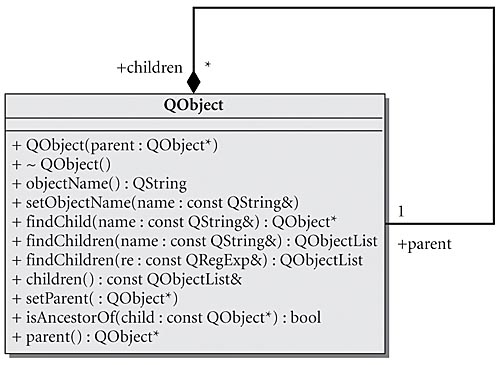 +children *
QObject
+ QObject(parent : QObject*)
+ ~ QObject()
+ objectName() : QString
+ setObjectName(name : const QString&)
+ findChild(name : const QString&) : QObject*
+ findChildren(name : const QString&) : QObjectList
+ findChildren(re : const QRegExp&) : QObjectList
+ children() : const QObjectList&
+ setParent( : QObject*)
+ isAncestorOf(child : const QObject*) : bool
+ parent() : QObject*
1
+parent